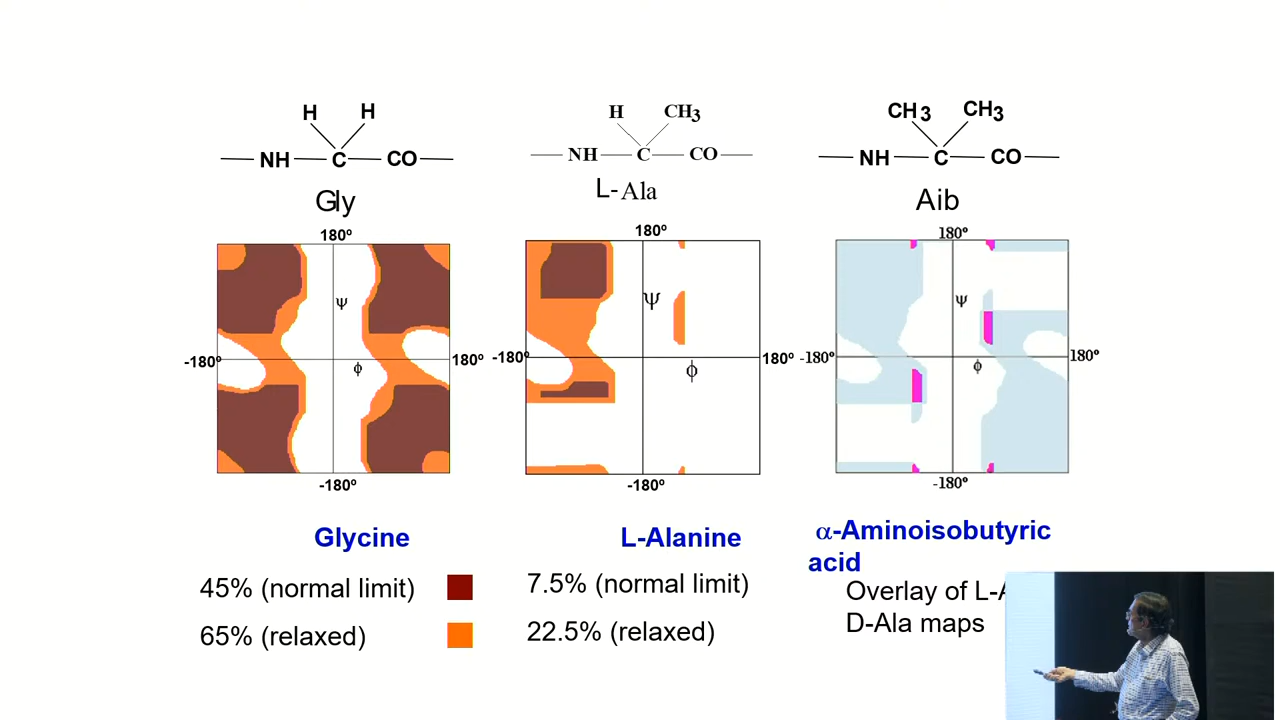 H H
NH C CO
Gly
H CH3
NH C CO
L-Ala
CH3 CH3
NH C CO
Aib
180º
Ψ
-180º
180º
ϕ
-180º
180º
Ψ
-180º
180º
ϕ
-180º
180º
Ψ
-180º
180º
ϕ
-180º
Glycine
45% (normal limit)
65% (relaxed)
L-Alanine
7.5% (normal limit)
22.5% (relaxed)
α-Aminoisobutyric
acid
Overlay of L-A
D-Ala maps